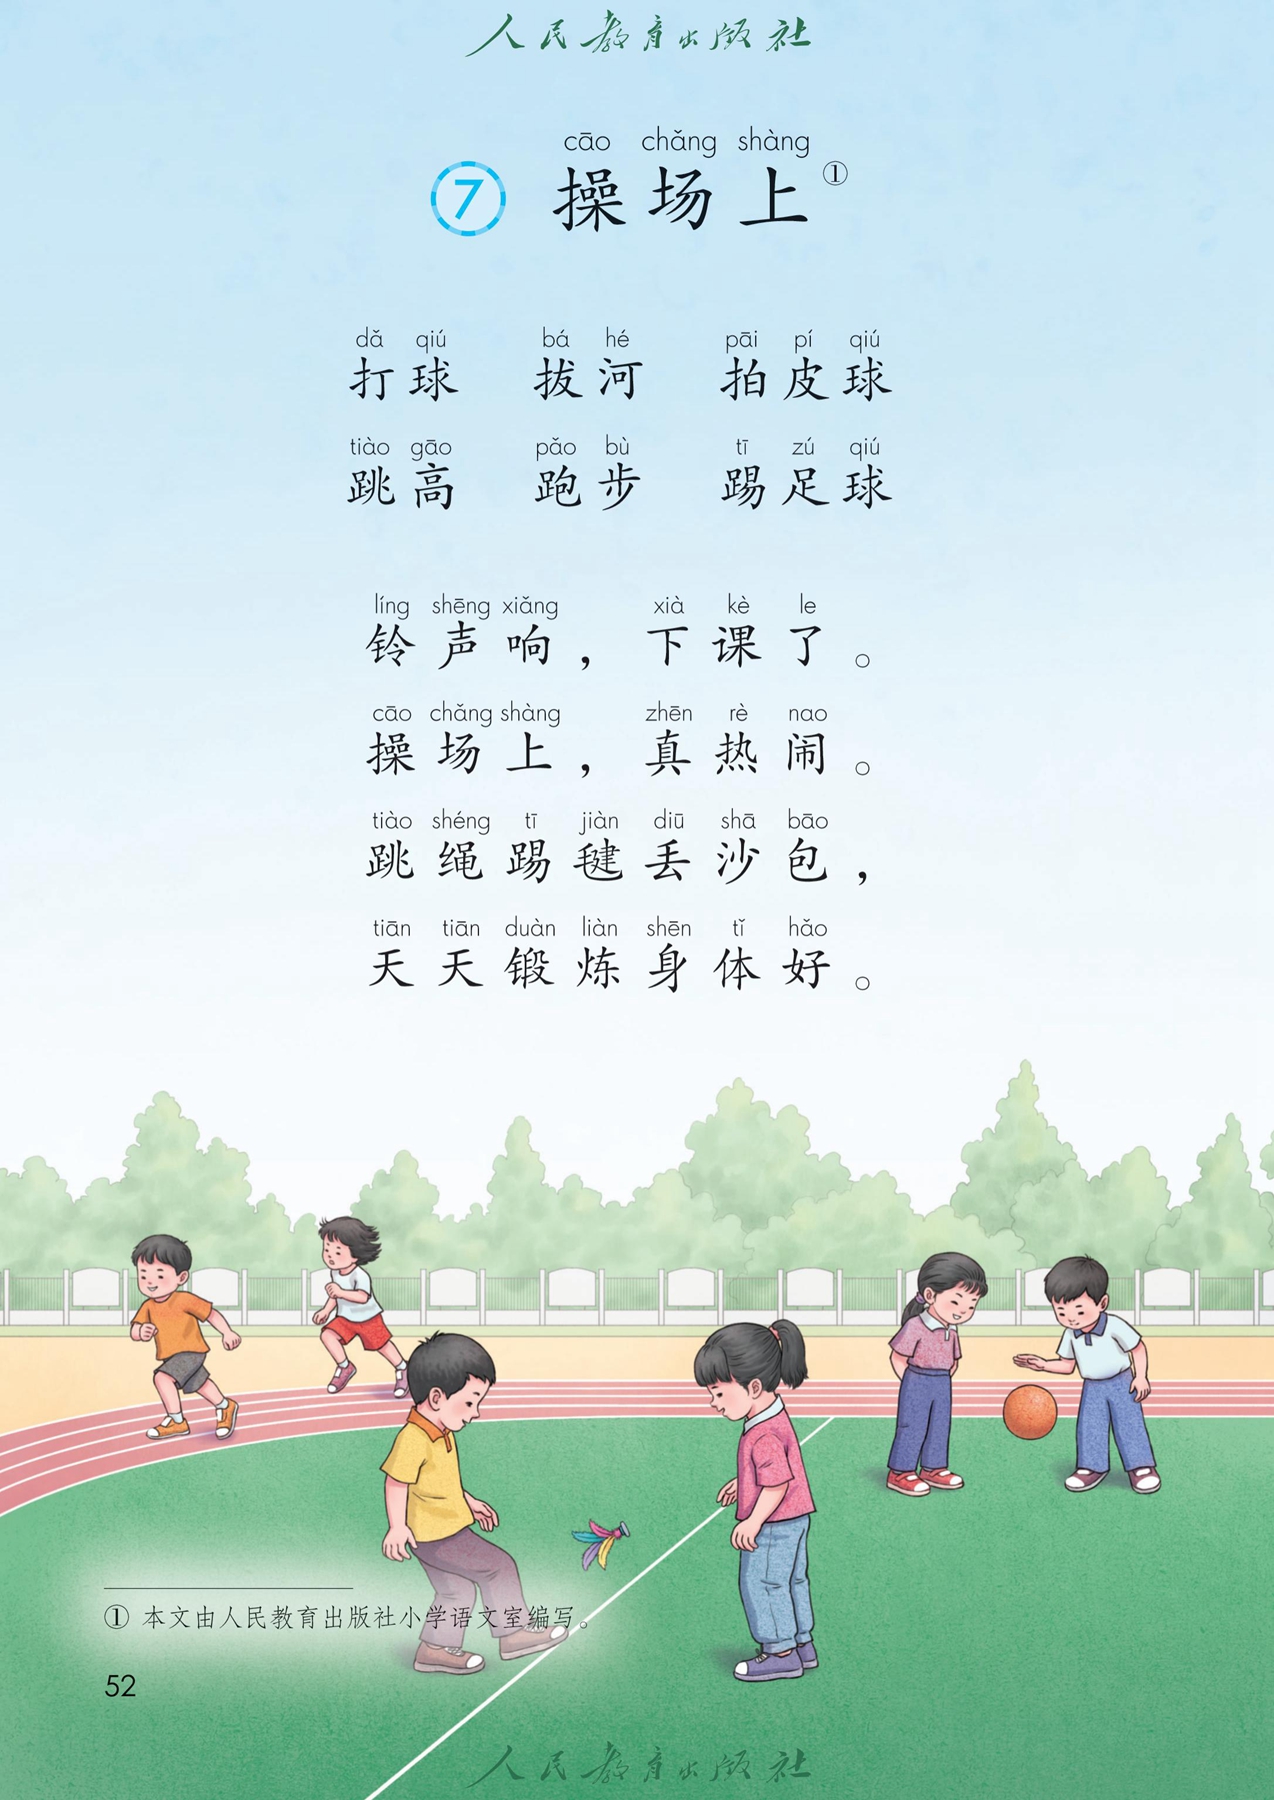 人民教育出版社
cāo chǎng shàng
7 操场上①
dǎ qiú bá hé pāi pí qiú
打球 拔河 拍皮球
tiào gāo pǎo bù tī zú qiú
跳高 跑步 踢足球
líng shēng xiǎng xià kè le
铃声响，下课了。
cāo chǎng shàng zhēn rè nao
操场上，真热闹。
tiào shéng tī jiàn diū shā bāo
跳绳踢毽丢沙包，
tiān tiān duàn liàn shēn tǐ hǎo
天天锻炼身体好。
① 本文由人民教育出版社小学语文室编写。
52
人民教育出版社